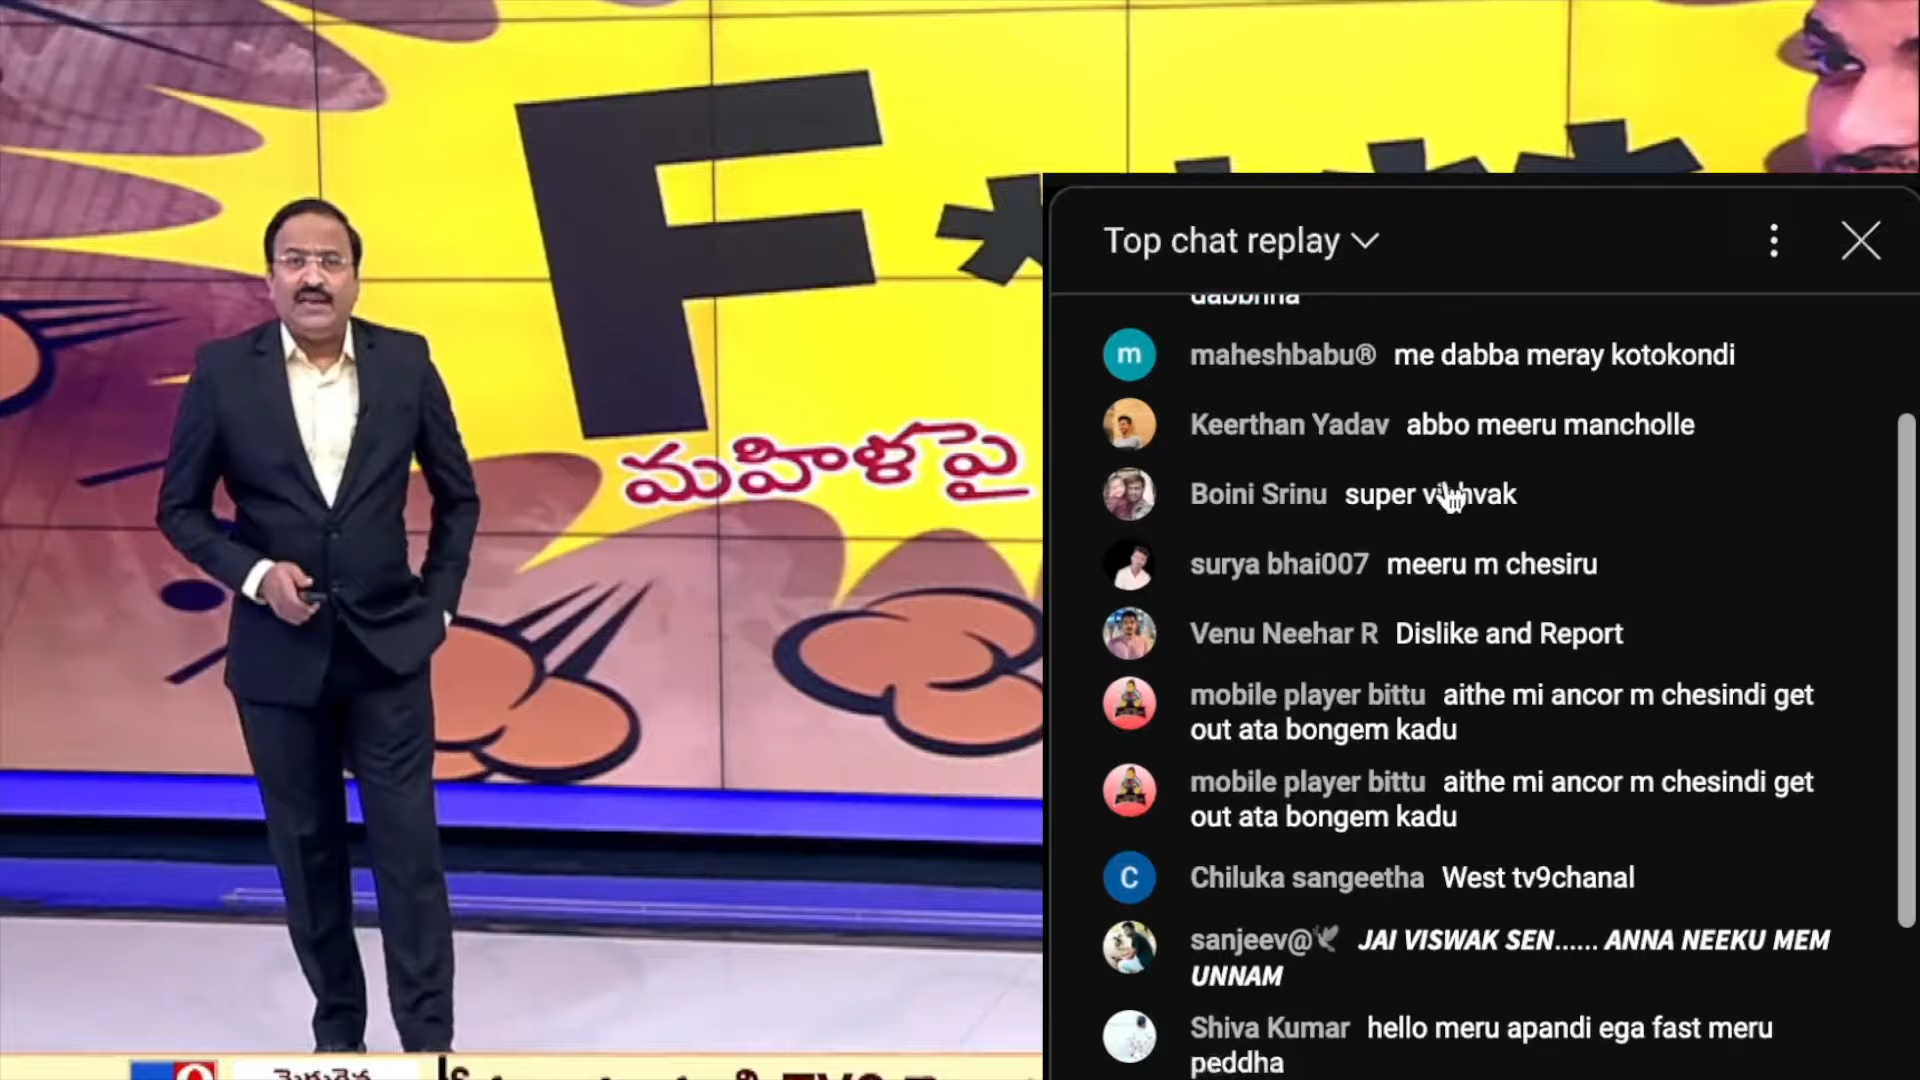 F*
మహిళపై
Top chat replay
maheshbabu® me dabba meray kotokondi
Keerthan Yadav abbo meeru mancholle
Boini Srinu super
surya bhai007 meeru m chesiru
Venu Neehar R Dislike and Report
mobile player bittu aithe mi ancor m chesindi get
out ata bongem kadu
mobile player bittu aithe mi ancor m chesindi get
out ata bongem kadu
Chiluka sangeetha West tv9chanal
sanjeev@🕊 JAI VISWAK SEN...... ANNA NEEKU MEM
UNNAM
Shiva Kumar hello meru apandi ega fast meru
peddha